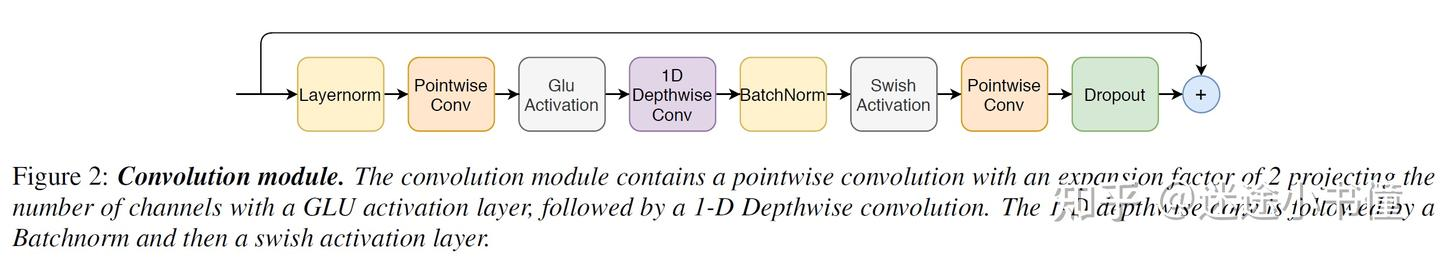 Layernorm
Pointwise
Conv
Glu
Activation
1D
Depthwise
Conv
BatchNorm
Swish
Activation
Pointwise
Conv
Dropout
+
Figure 2: Convolution module. The convolution module contains a pointwise convolution with an expansion factor of 2 projecting the
number of channels with a GLU activation layer, followed by a 1-D Depthwise convolution. The 1-D depthwise conv is followed by a
Batchnorm and then a swish activation layer.
知乎 @迷途小书僮